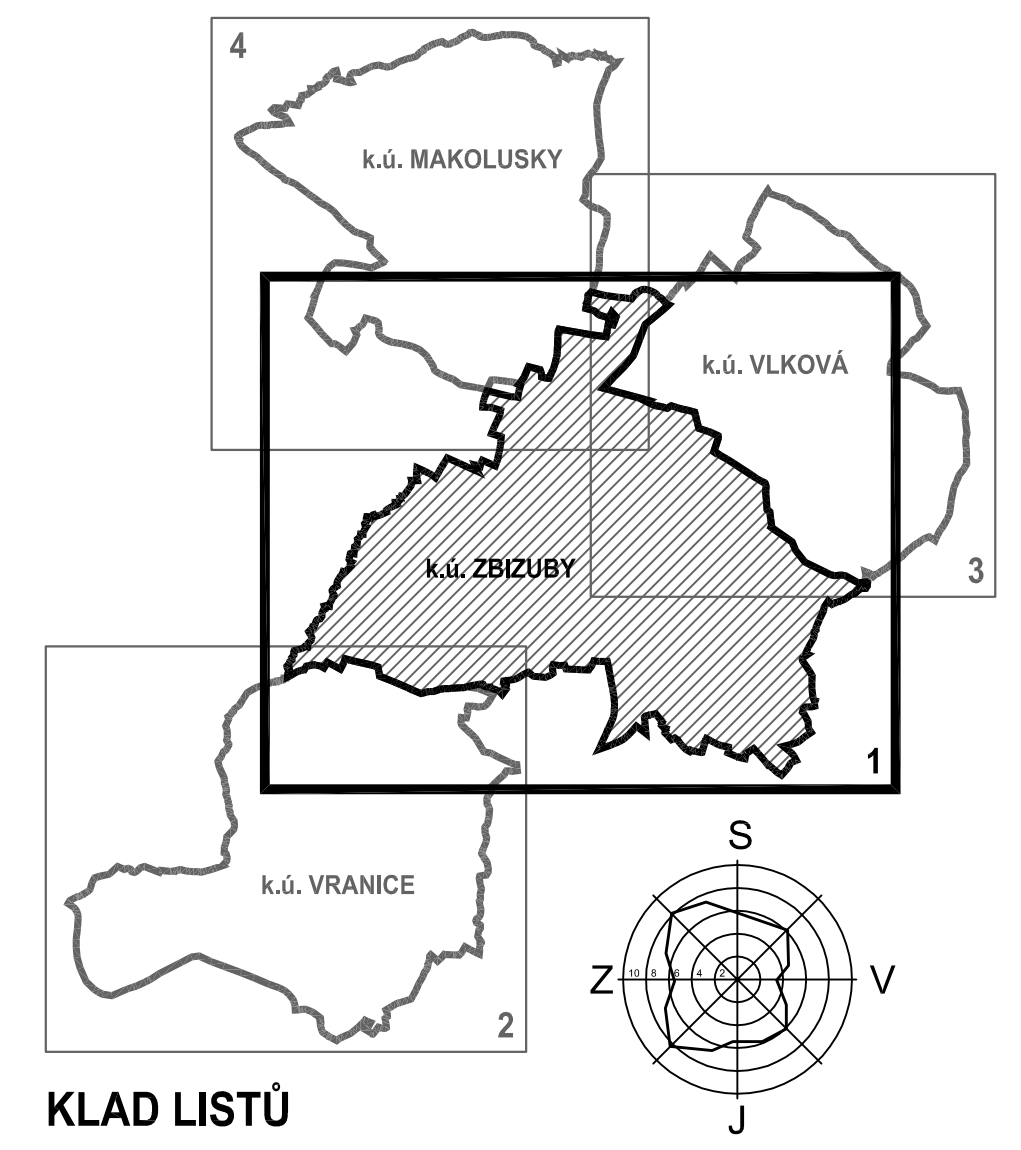 4
k.ú. MAKOLUSKY
k.ú. VLKOVÁ
k.ú. ZBIZUBY
3
1
k.ú. VRANICE
2
S
Z
10 8 6 4 2
V
J
KLAD LISTŮ